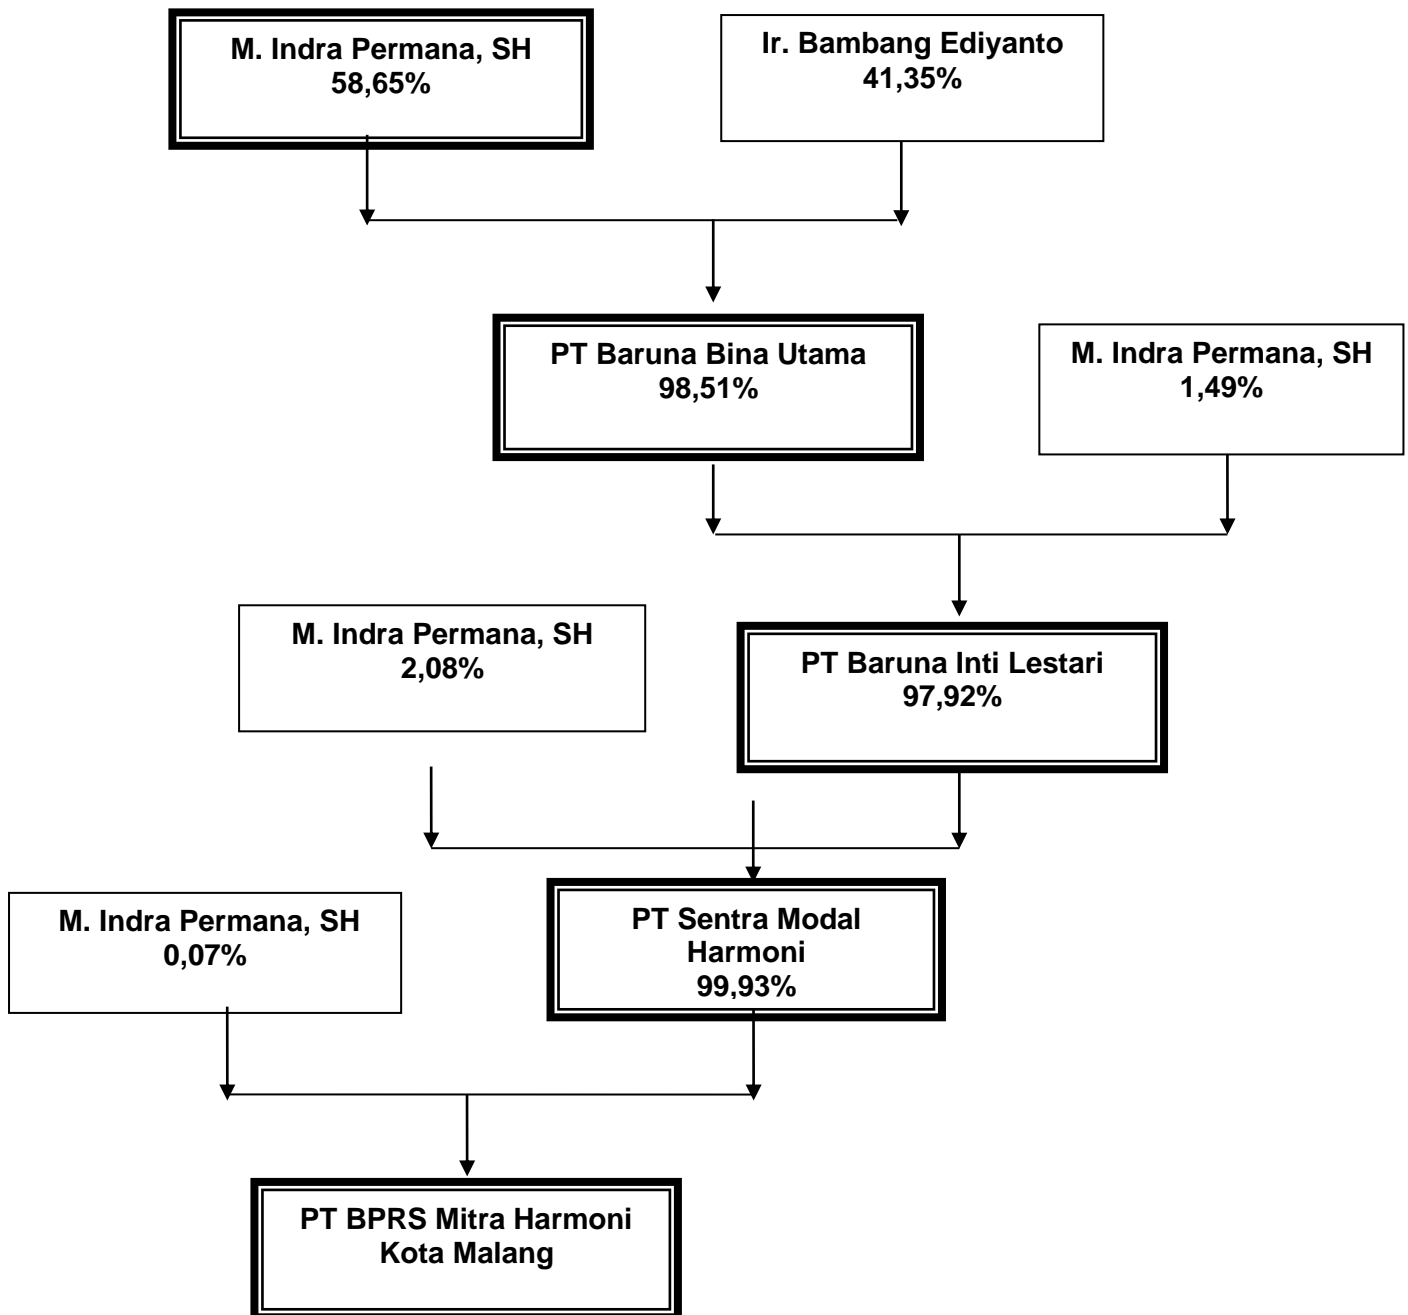 M. Indra Permana, SH
58,65%
Ir. Bambang Ediyanto
41,35%
PT Baruna Bina Utama
98,51%
M. Indra Permana, SH
1,49%
M. Indra Permana, SH
2,08%
PT Baruna Inti Lestari
97,92%
M. Indra Permana, SH
0,07%
PT Sentra Modal
Harmoni
99,93%
PT BPRS Mitra Harmoni
Kota Malang